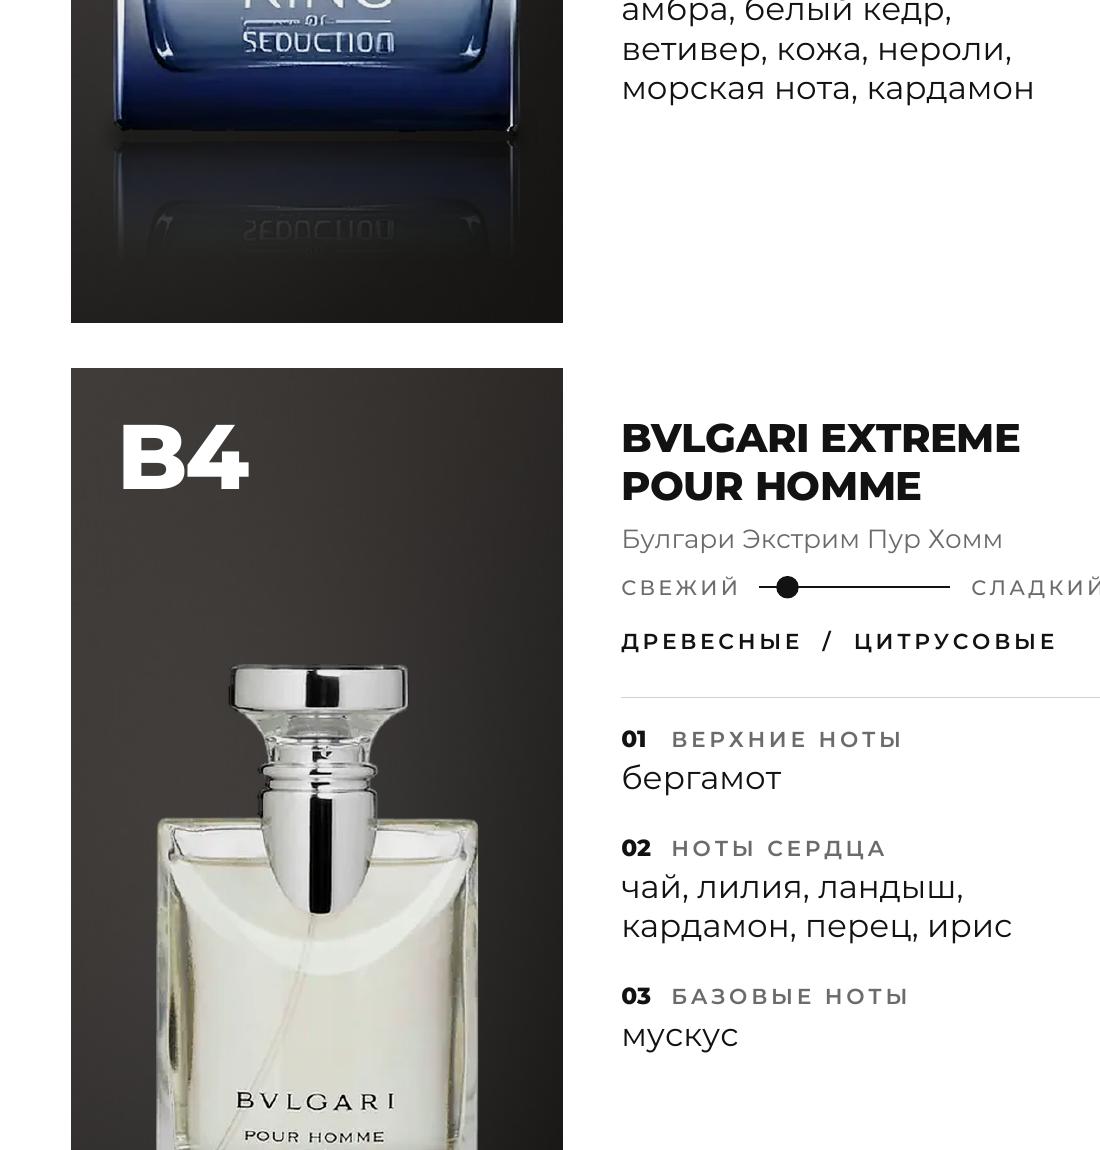 SEDUCTION
амбра, белый кедр,
ветивер, кожа, нероли,
морская нота, кардамон
B4
BVLGARI EXTREME
POUR HOMME
Булгари Экстрим Пур Хомм
СВЕЖИЙ СЛАДКИЙ
ДРЕВЕСНЫЕ / ЦИТРУСОВЫЕ
01 ВЕРХНИЕ НОТЫ
бергамот
02 НОТЫ СЕРДЦА
чай, лилия, ландыш,
кардамон, перец, ирис
03 БАЗОВЫЕ НОТЫ
мускус
BVLGARI
POUR HOMME